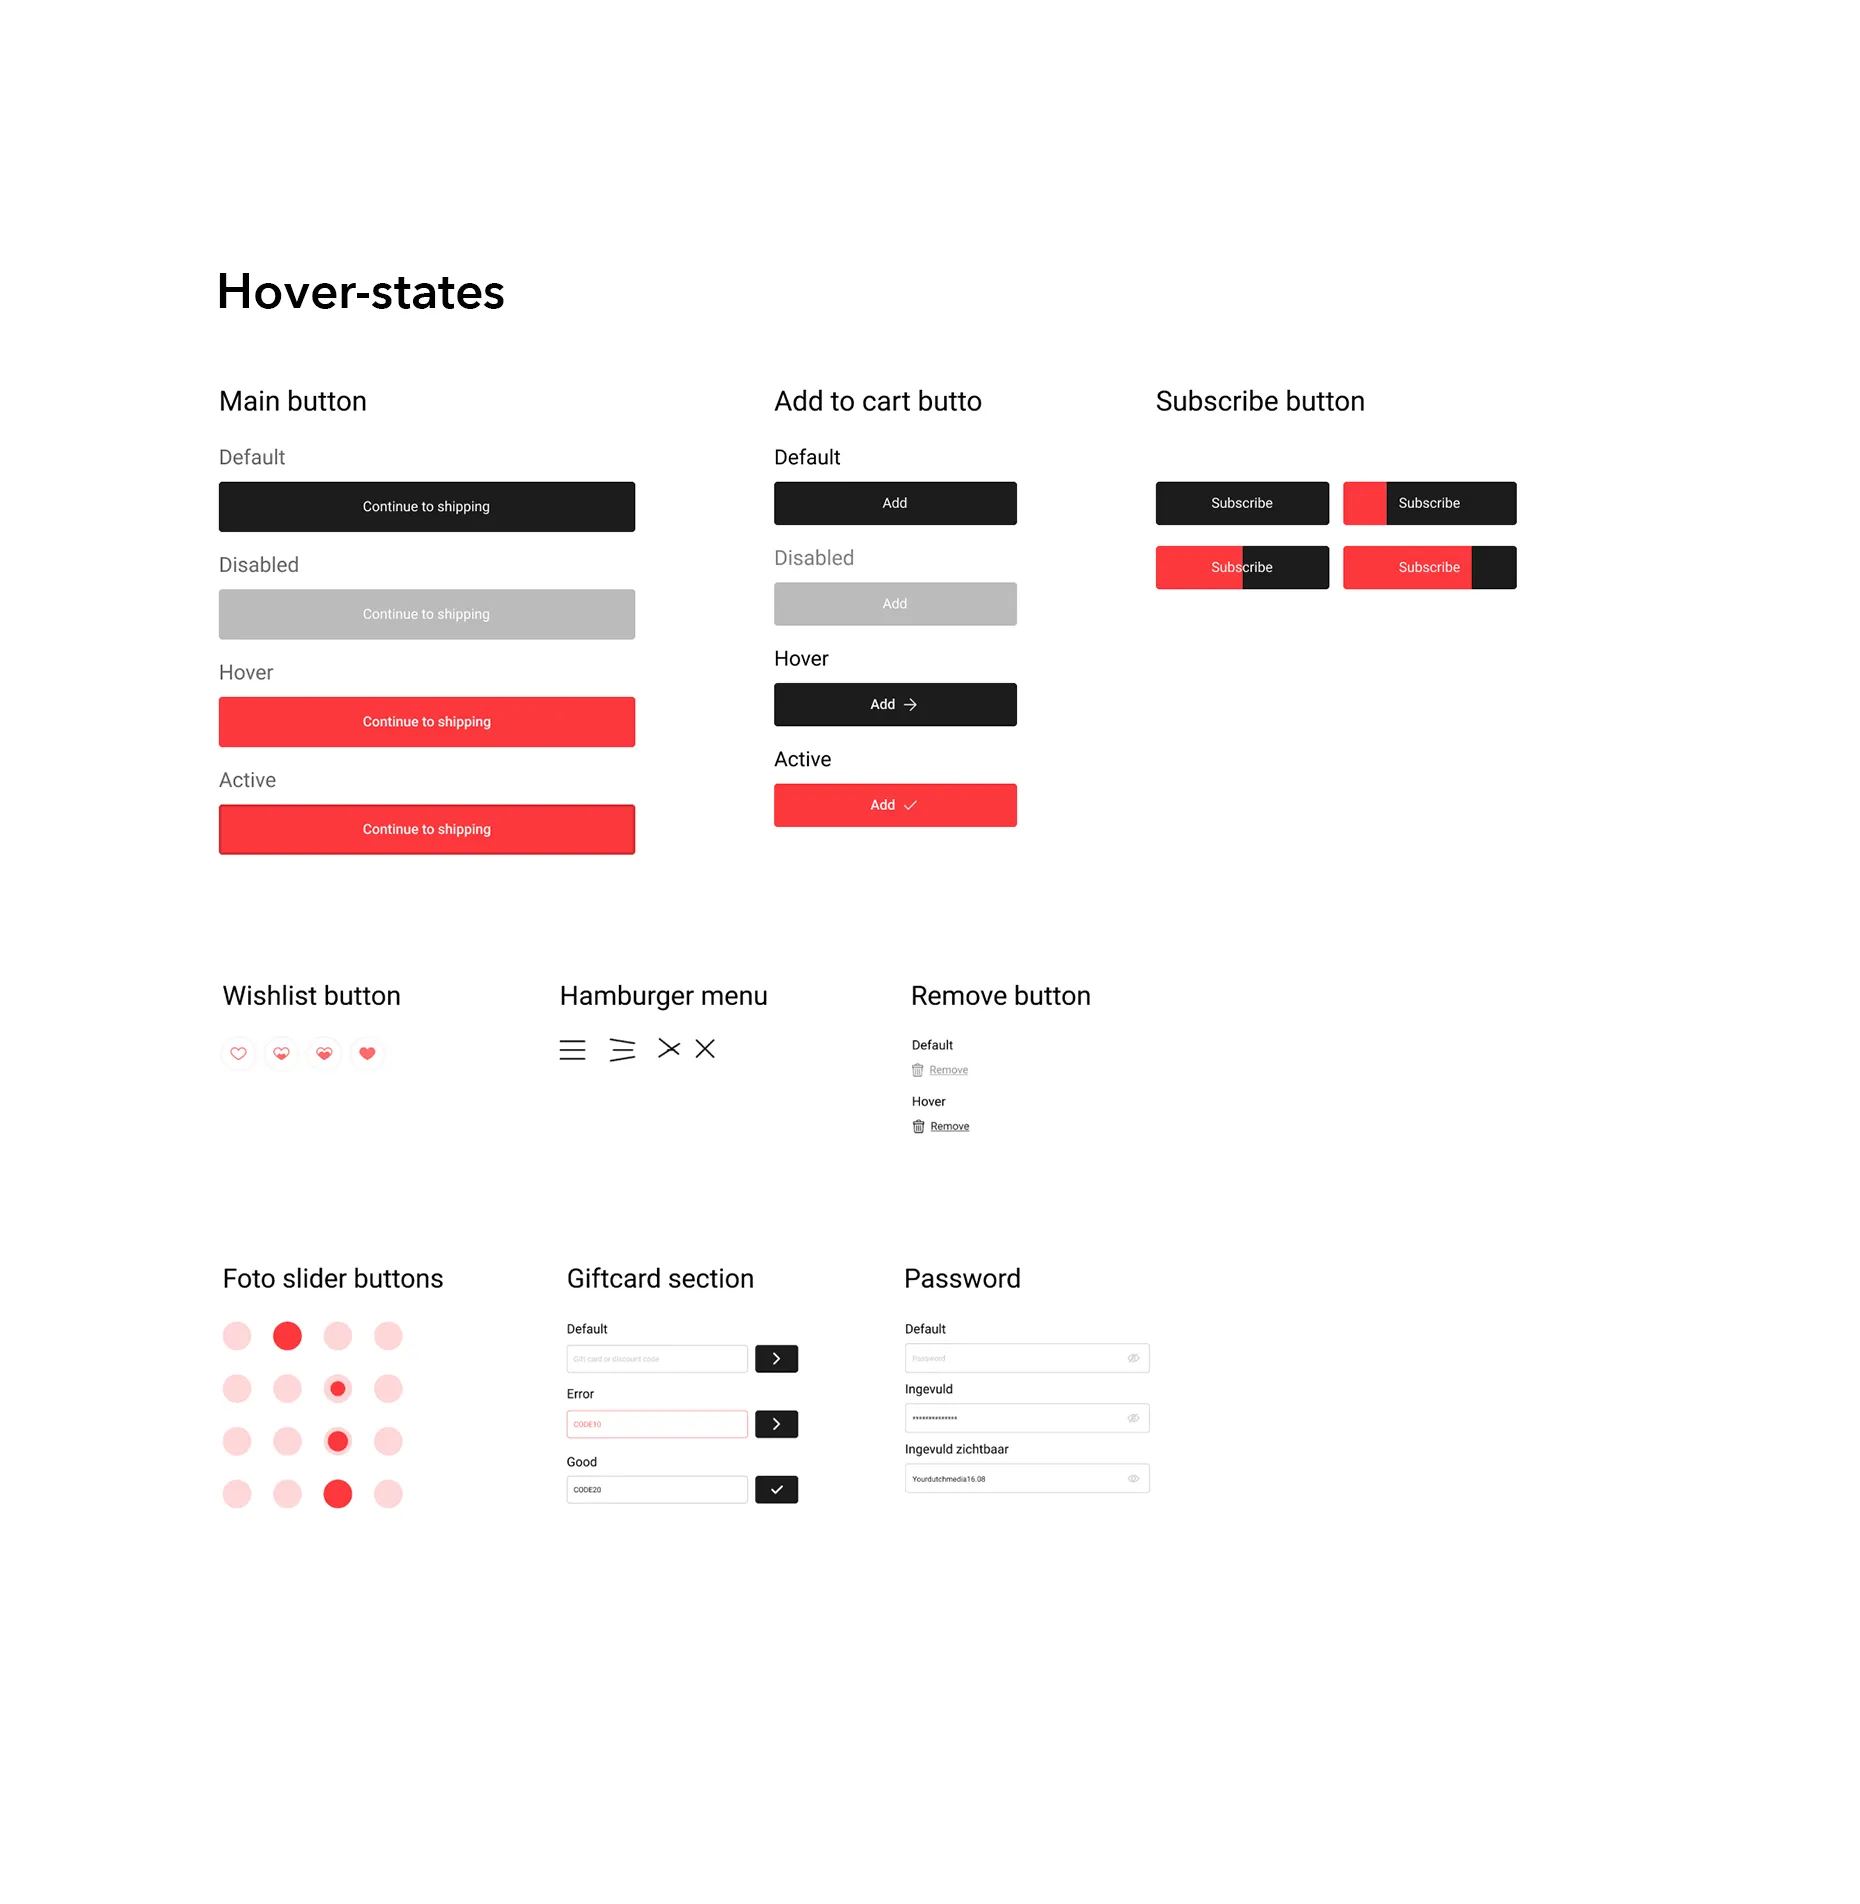 Hover-states
Main button
Default
Continue to shipping
Disabled
Continue to shipping
Hover
Continue to shipping
Active
Continue to shipping
Add to cart butto
Default
Add
Disabled
Add
Hover
Add
Active
Add
Subscribe button
Subscribe
Subscribe
Subscribe
Subscribe
Wishlist button
Hamburger menu
Remove button
Default
Remove
Hover
Remove
Foto slider buttons
Giftcard section
Default
Gift card or discount code
Error
CODE10
Good
CODE20
Password
Default
Password
Ingevuld
**************
Ingevuld zichtbaar
Yourdutchmedia16.08